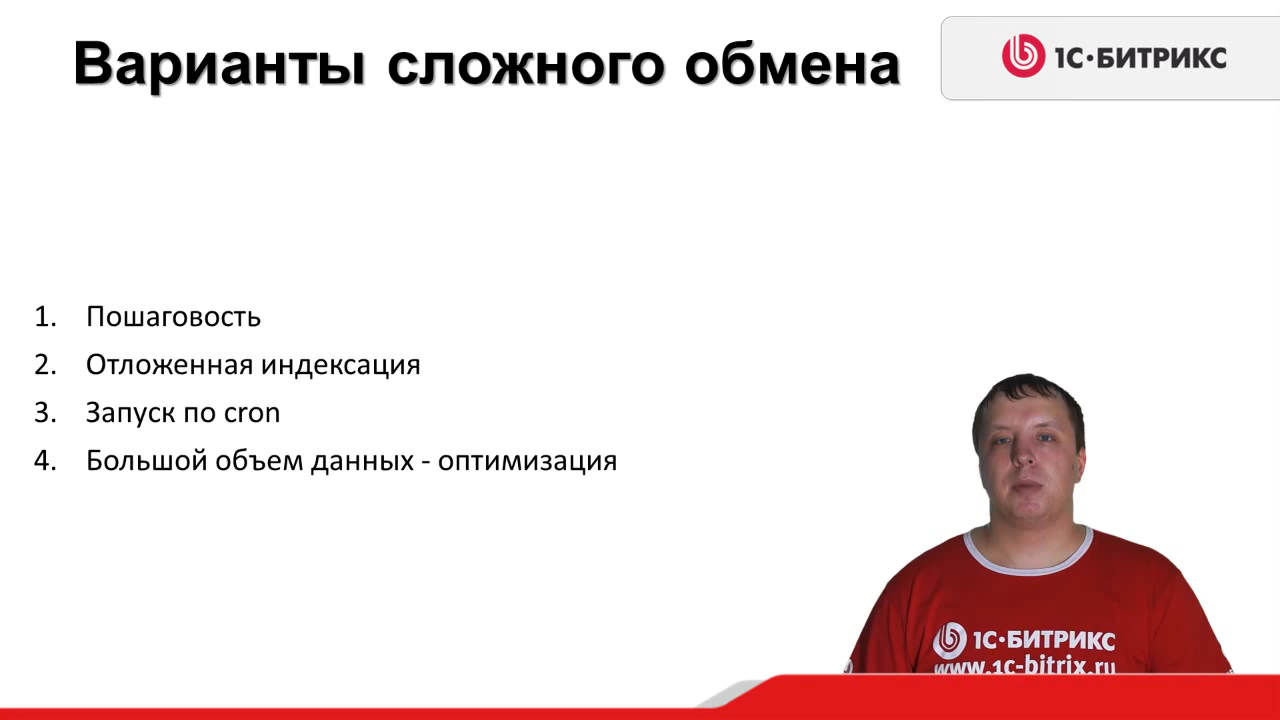 Варианты сложного обмена
1С·БИТРИКС
1. Пошаговость
2. Отложенная индексация
3. Запуск по cron
4. Большой объем данных - оптимизация
1С·БИТРИКС
www.1c-bitrix.ru